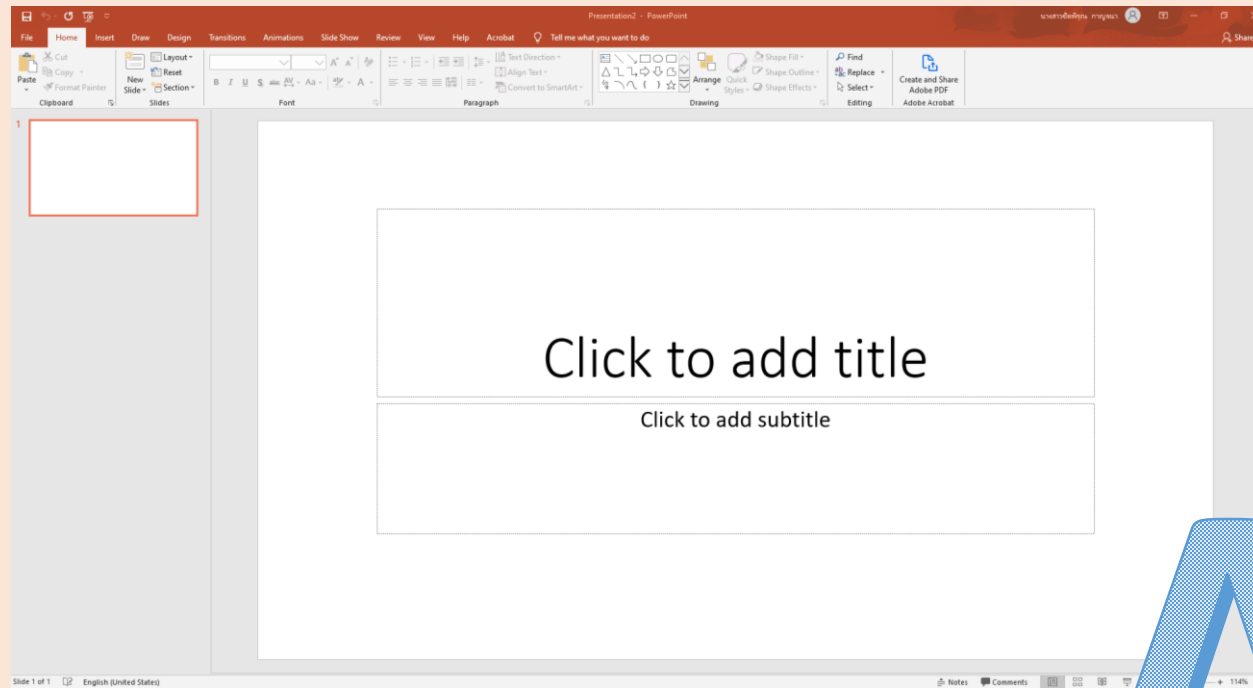 Presentation2 - PowerPoint
File Home Insert Draw Design Transitions Animations Slide Show Review View Help Acrobat Tell me what you want to do Share
Paste
Cut
Copy
Format Painter
Clipboard
New Slide
Layout
Reset
Section
Slides
B I U S abc AV Aa A
Font
Text Direction
Align Text
Convert to SmartArt
Paragraph
Arrange
Quick Styles
Shape Fill
Shape Outline
Shape Effects
Drawing
Find
Replace
Select
Editing
Create and Share
Adobe PDF
Adobe Acrobat
1
Click to add title
Click to add subtitle
Slide 1 of 1 English (United States) Notes Comments 114%